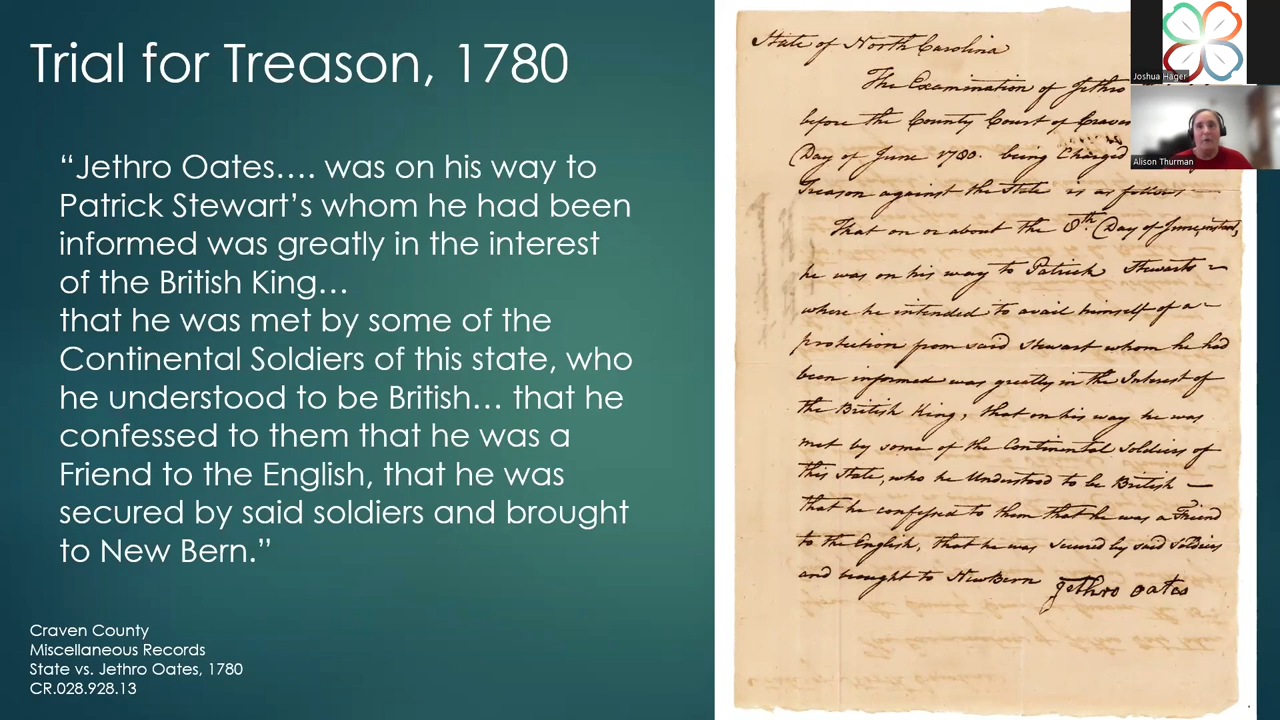 Trial for Treason, 1780
“Jethro Oates…. was on his way to
Patrick Stewart’s whom he had been
informed was greatly in the interest
of the British King…
that he was met by some of the
Continental Soldiers of this state, who
he understood to be British… that he
confessed to them that he was a
Friend to the English, that he was
secured by said soldiers and brought
to New Bern.”
Craven County
Miscellaneous Records
State vs. Jethro Oates, 1780
CR.028.928.13
State of North Carolina
The Examination of Jethro
before the County Court of Craven
Day of June 1780. being Charged
Treason against the State is as follows
That on or about the 8th Day of June instant,
he was on his way to Patrick Stewarts
where he intended to avail himself of a
protection from said Stewart whom he had
been informed was greatly in the Interest of
the British King, that on his way he was
met by some of the Continental Soldiers of
this State, who he Understood to be British
that he confessed to them that he was a Friend
to the English, that he was secured by said Soldiers
and brought to New Bern
Jethro oates
Joshua Hager
Alison Thurman